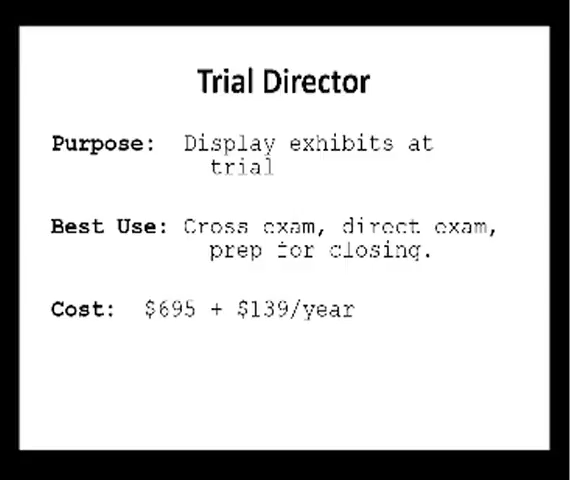 Trial Director
Purpose: Display exhibits at
trial
Best Use: Cross exam, direct exam,
prep for closing.
Cost: $695 + $139/year